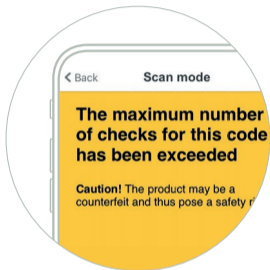 Back Scan mode
The maximum number
of checks for this code
has been exceeded
Caution! The product may be a
counterfeit and thus pose a safety